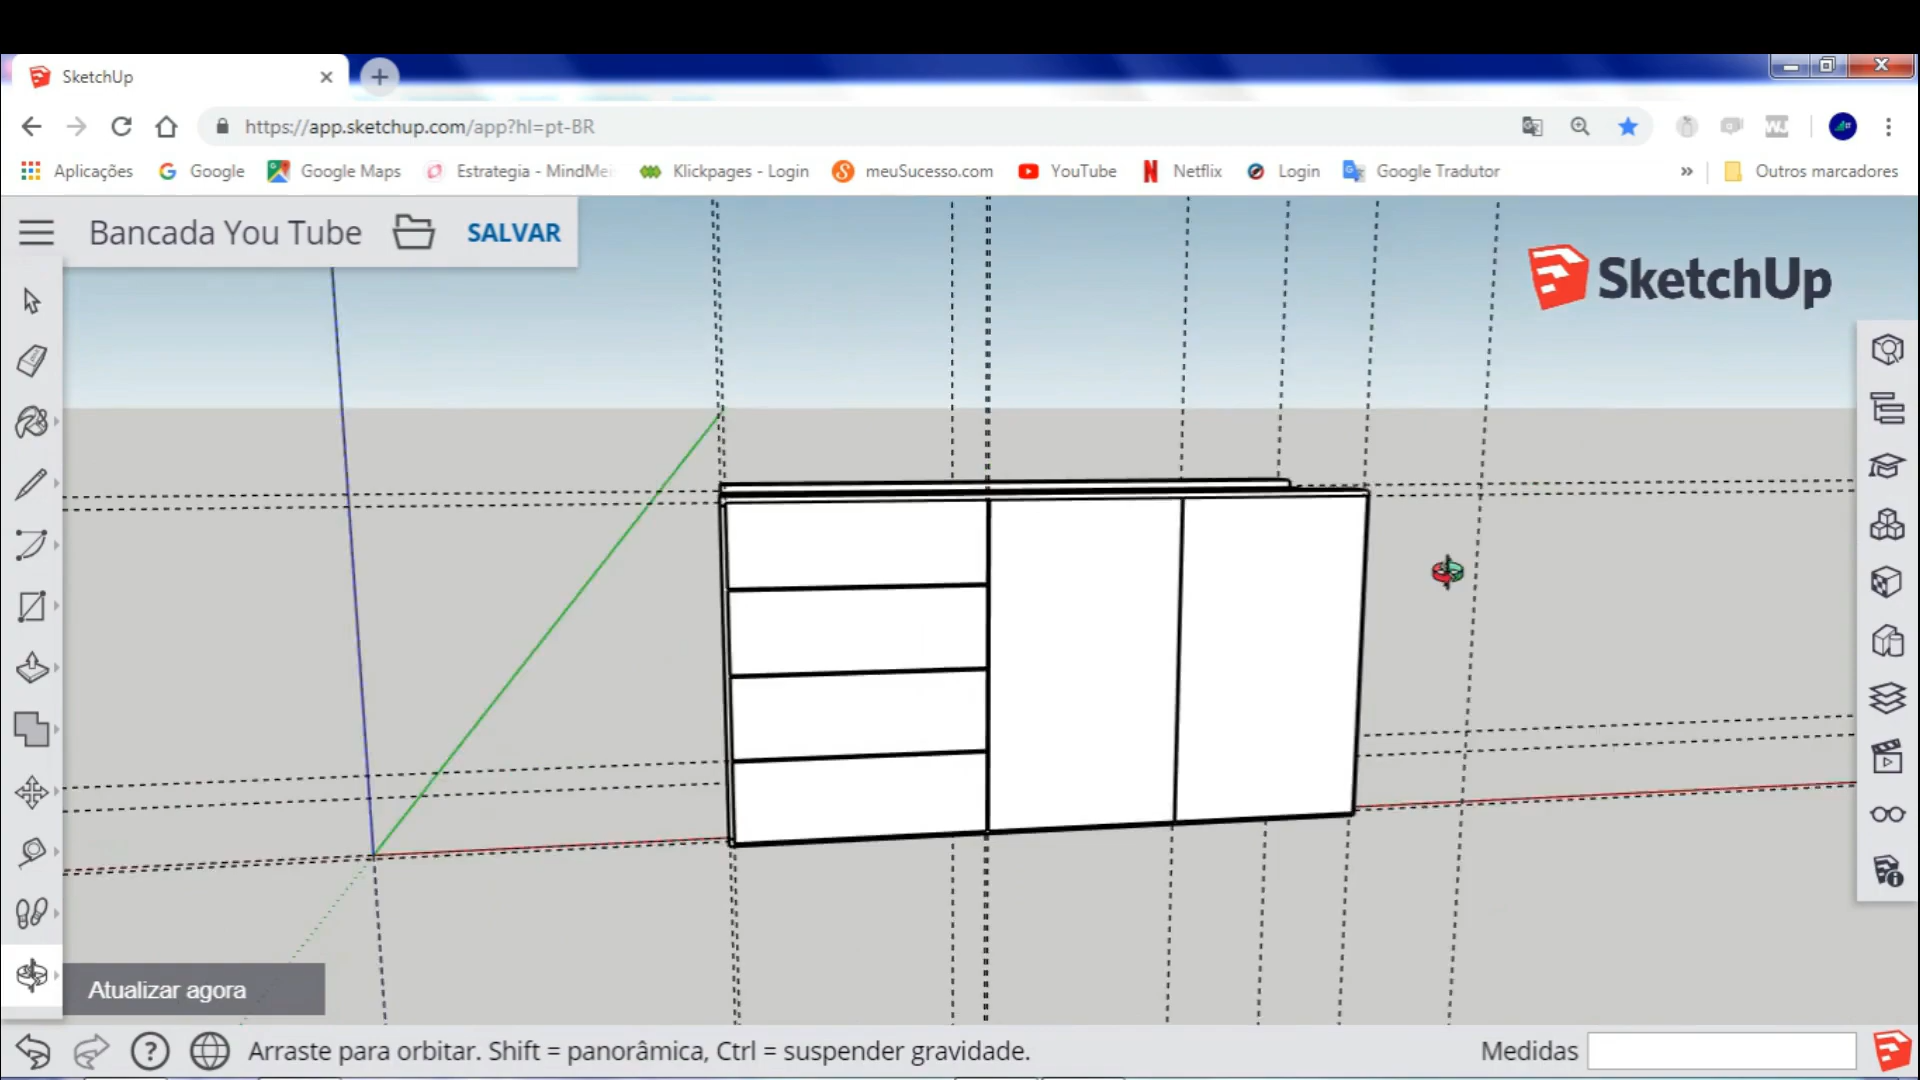 SketchUp
https://app.sketchup.com/app?hl=pt-BR
Aplicações Google Google Maps Estrategia - MindMei Klickpages - Login meuSucesso.com YouTube Netflix Login Google Tradutor » Outros marcadores
Bancada You Tube SALVAR
SketchUp
Atualizar agora
Arraste para orbitar. Shift = panorâmica, Ctrl = suspender gravidade. Medidas